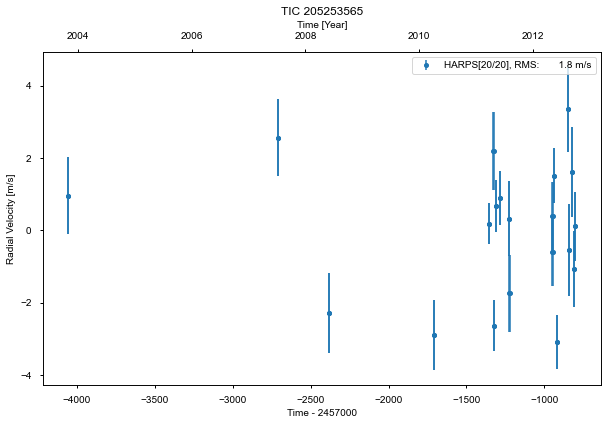 TIC 205253565
Time [Year]
2004 2006 2008 2010 2012
HARPS[20/20], RMS: 1.8 m/s
Radial Velocity [m/s]
4
2
0
−2
−4
−4000 −3500 −3000 −2500 −2000 −1500 −1000
Time - 2457000